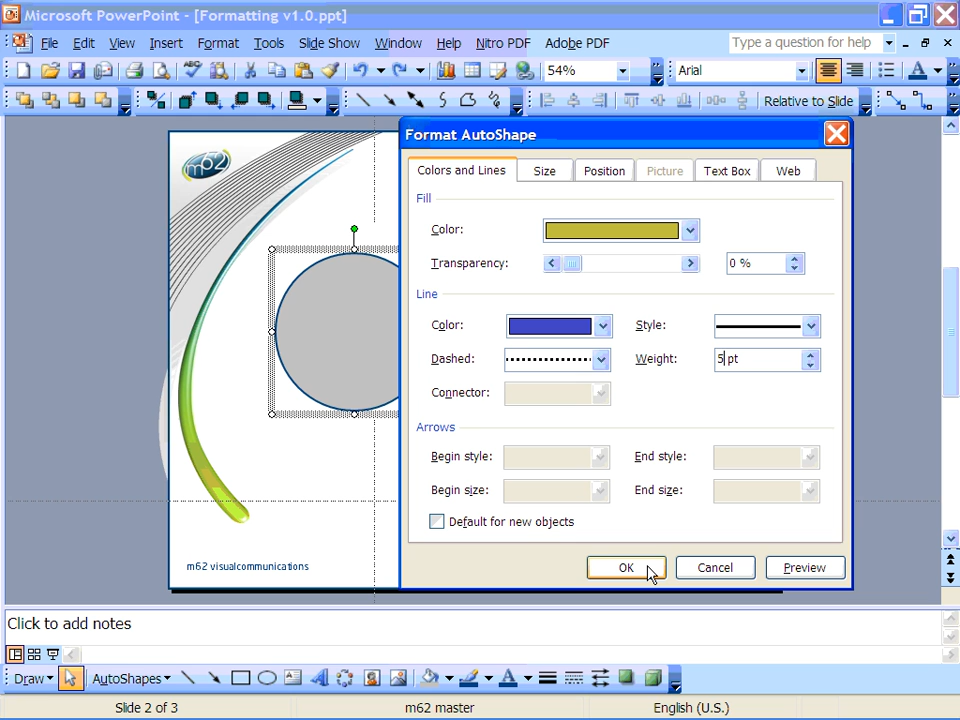 Microsoft PowerPoint - [Formatting v1.0.ppt]
File Edit View Insert Format Tools Slide Show Window Help Nitro PDF Adobe PDF Type a question for help
54% Arial A
Relative to Slide
m62
Format AutoShape
Colors and Lines Size Position Picture Text Box Web
Fill
Color:
Transparency: 0 %
Line
Color: Style:
Dashed: Weight: 5 pt
Connector:
Arrows
Begin style: End style:
Begin size: End size:
Default for new objects
OK Cancel Preview
m62 visualcommunications
Click to add notes
Draw AutoShapes A A
Slide 2 of 3 m62 master English (U.S.)